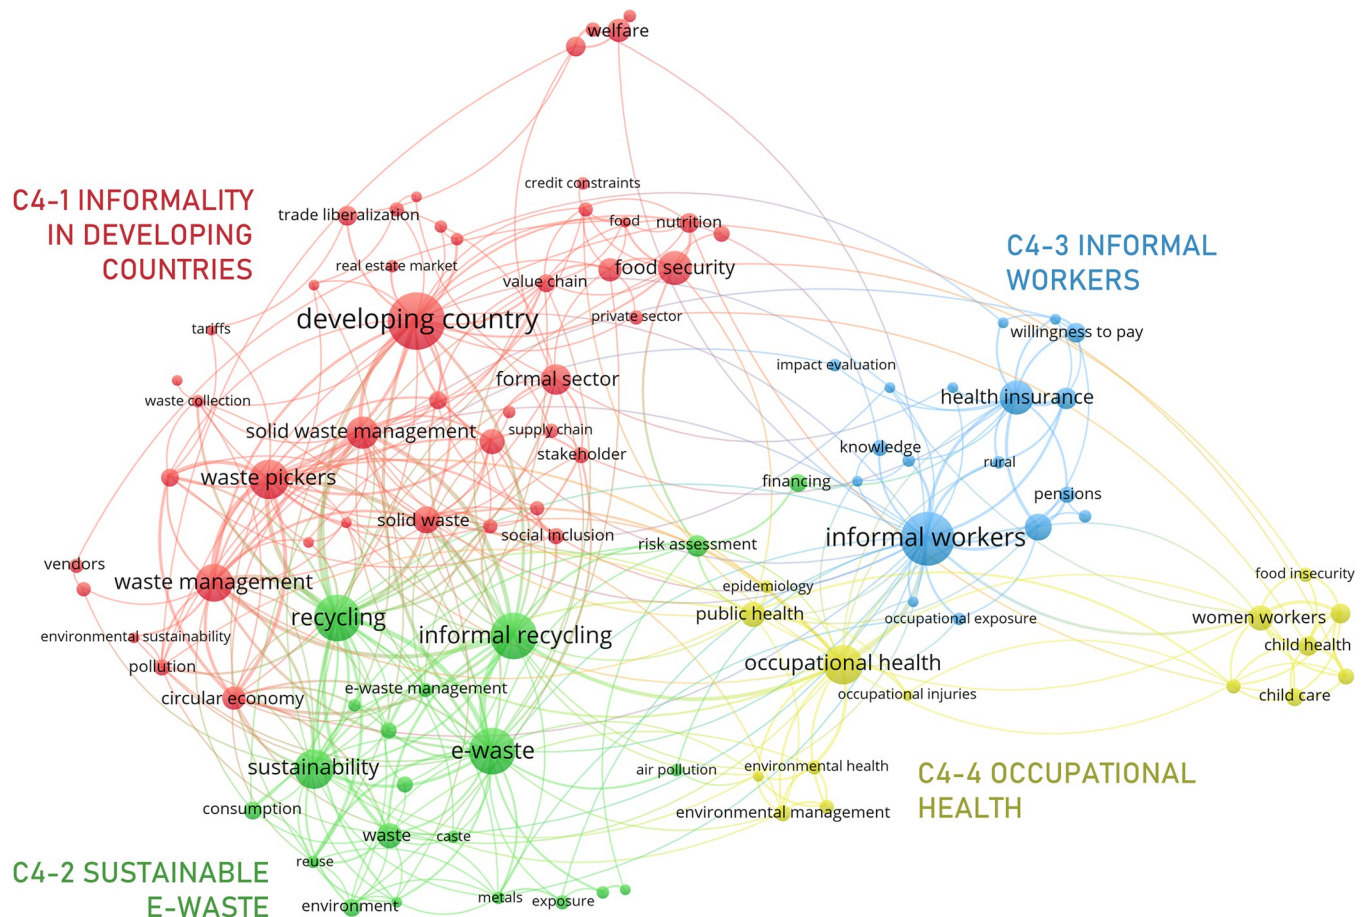 welfare
credit constraints
C4-1 INFORMALITY
IN DEVELOPING
COUNTRIES
trade liberalization
food
nutrition
C4-3 INFORMAL
WORKERS
real estate market
value chain
food security
developing country
private sector
tariffs
willingness to pay
impact evaluation
formal sector
health insurance
waste collection
solid waste management
supply chain
stakeholder
knowledge
rural
waste pickers
financing
pensions
solid waste
social inclusion
risk assessment
informal workers
vendors
waste management
epidemiology
food insecurity
recycling
informal recycling
public health
occupational exposure
women workers
environmental sustainability
child health
pollution
occupational health
circular economy
e-waste management
occupational injuries
child care
e-waste
sustainability
air pollution
environmental health
C4-4 OCCUPATIONAL
HEALTH
consumption
environmental management
waste
caste
reuse
C4-2 SUSTAINABLE
E-WASTE
environment
metals
exposure